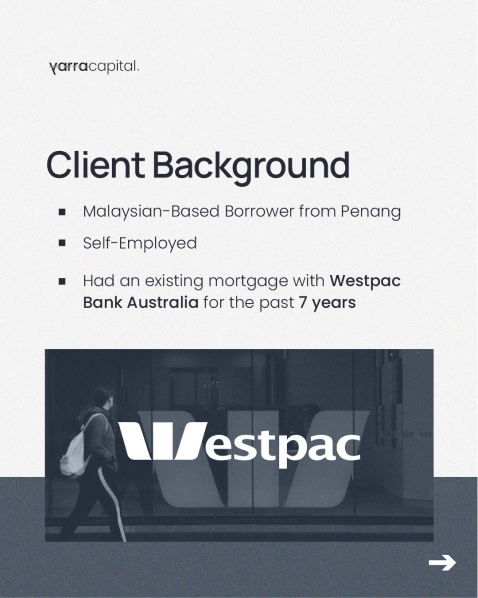 yarracapital.
Client Background
▪ Malaysian-Based Borrower from Penang
▪ Self-Employed
▪ Had an existing mortgage with Westpac
Bank Australia for the past 7 years
Westpac